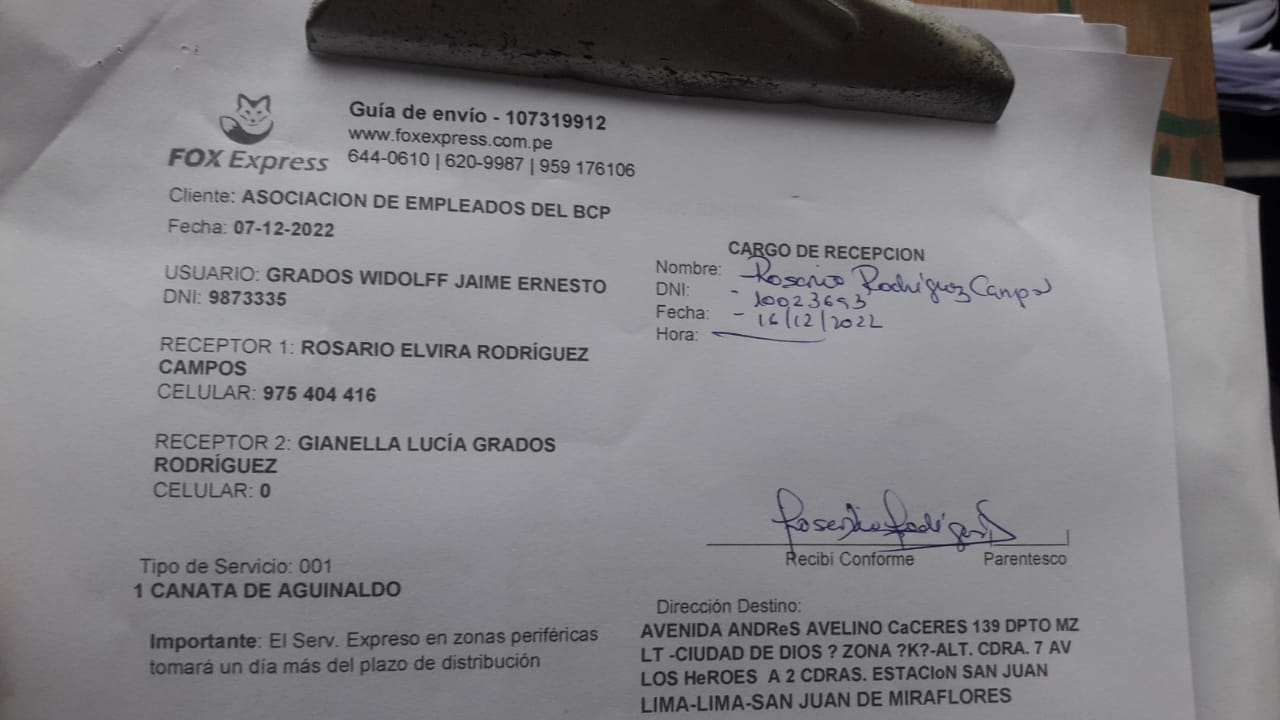 FOX Express
Guía de envío - 107319912
www.foxexpress.com.pe
644-0610 | 620-9987 | 959 176106
Cliente: ASOCIACION DE EMPLEADOS DEL BCP
Fecha: 07-12-2022
USUARIO: GRADOS WIDOLFF JAIME ERNESTO
DNI: 9873335
RECEPTOR 1: ROSARIO ELVIRA RODRÍGUEZ
CAMPOS
CELULAR: 975 404 416
RECEPTOR 2: GIANELLA LUCÍA GRADOS
RODRÍGUEZ
CELULAR: 0
Tipo de Servicio: 001
1 CANATA DE AGUINALDO
Importante: El Serv. Expreso en zonas periféricas
tomará un día más del plazo de distribución
CARGO DE RECEPCION
Nombre: Rosario Rodríguez Campos
DNI: - 10023693
Fecha: - 16/12/2022
Hora:
Rosario Rodríguez
Recibi Conforme Parentesco
Dirección Destino:
AVENIDA ANDReS AVELINO CaCERES 139 DPTO MZ
LT -CIUDAD DE DIOS ? ZONA ?K?-ALT. CDRA. 7 AV
LOS HeROES A 2 CDRAS. ESTACIoN SAN JUAN
LIMA-LIMA-SAN JUAN DE MIRAFLORES